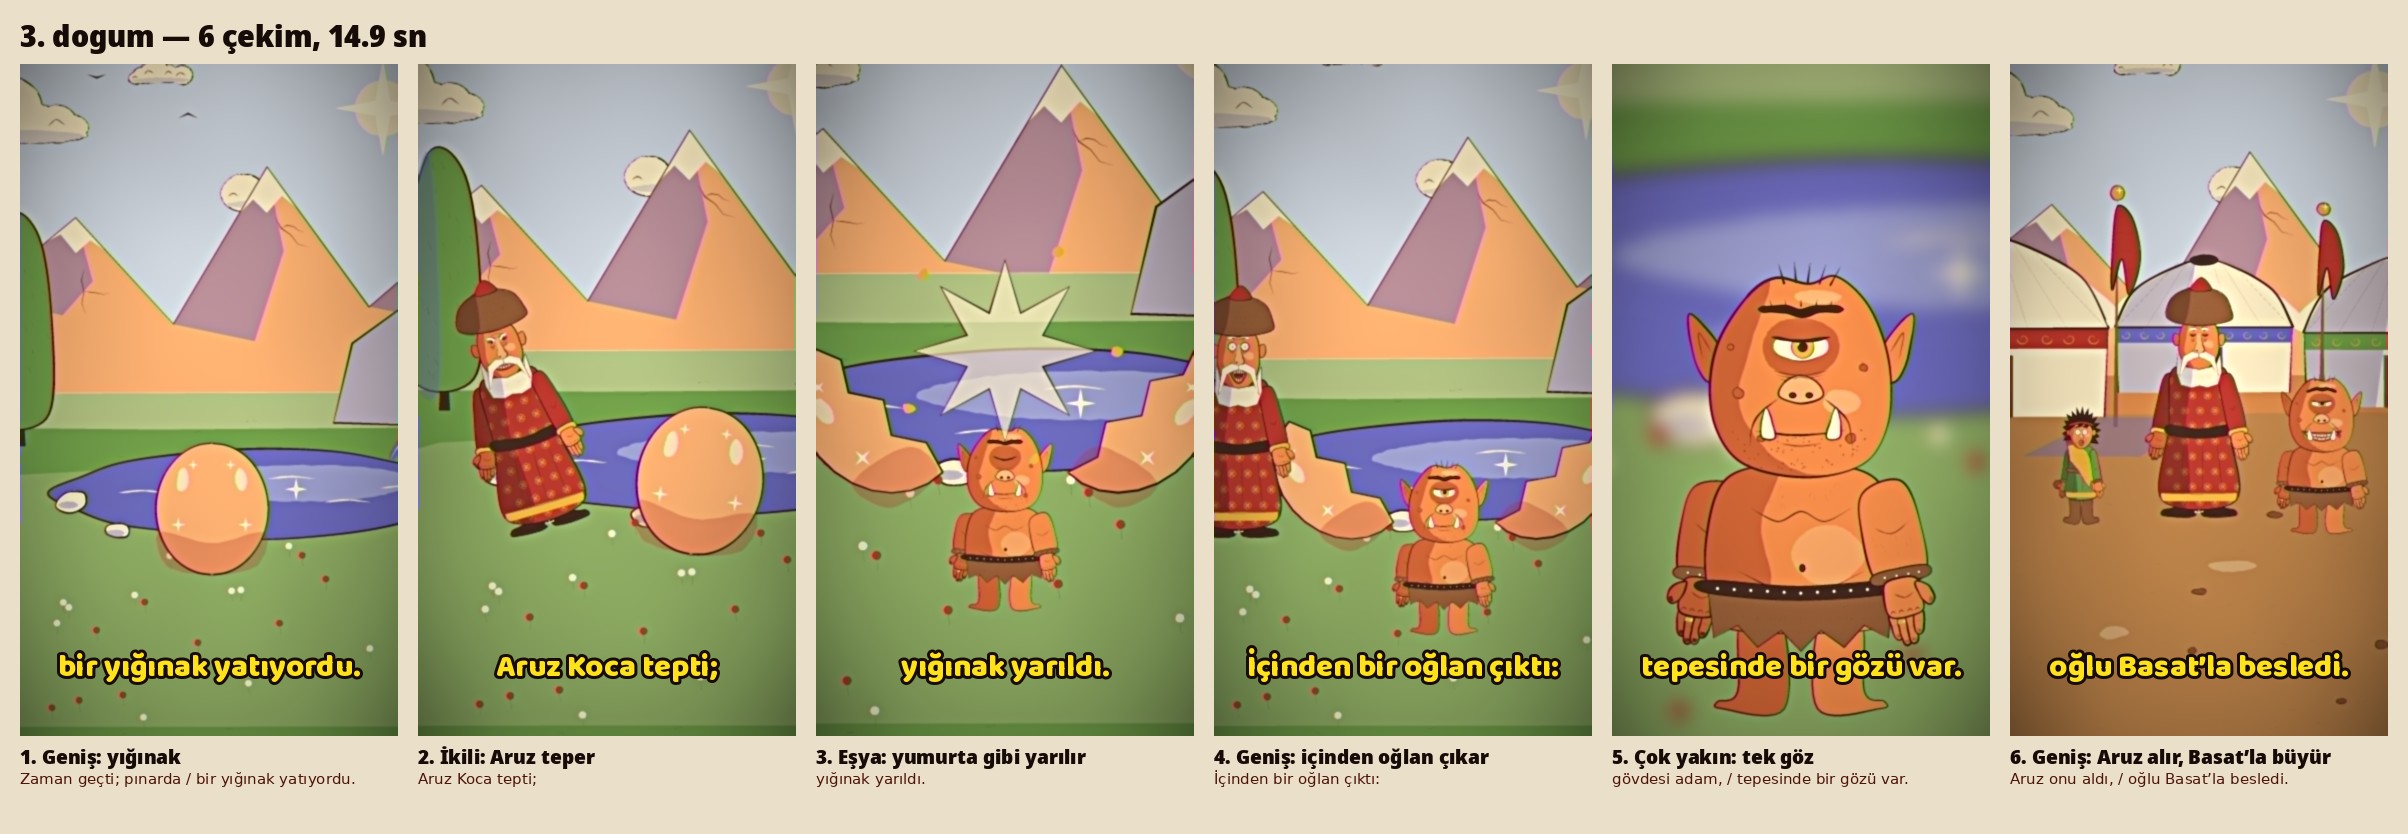 3. dogum — 6 çekim, 14.9 sn
bir yığınak yatıyordu.
Aruz Koca tepti;
yığınak yarıldı.
İçinden bir oğlan çıktı:
tepesinde bir gözü var.
oğlu Basat’la besledi.
1. Geniş: yığınak
Zaman geçti; pınarda / bir yığınak yatıyordu.
2. İkili: Aruz teper
Aruz Koca tepti;
3. Eşya: yumurta gibi yarılır
yığınak yarıldı.
4. Geniş: içinden oğlan çıkar
İçinden bir oğlan çıktı:
5. Çok yakın: tek göz
gövdesi adam, / tepesinde bir gözü var.
6. Geniş: Aruz alır, Basat’la büyür
Aruz onu aldı, / oğlu Basat’la besledi.